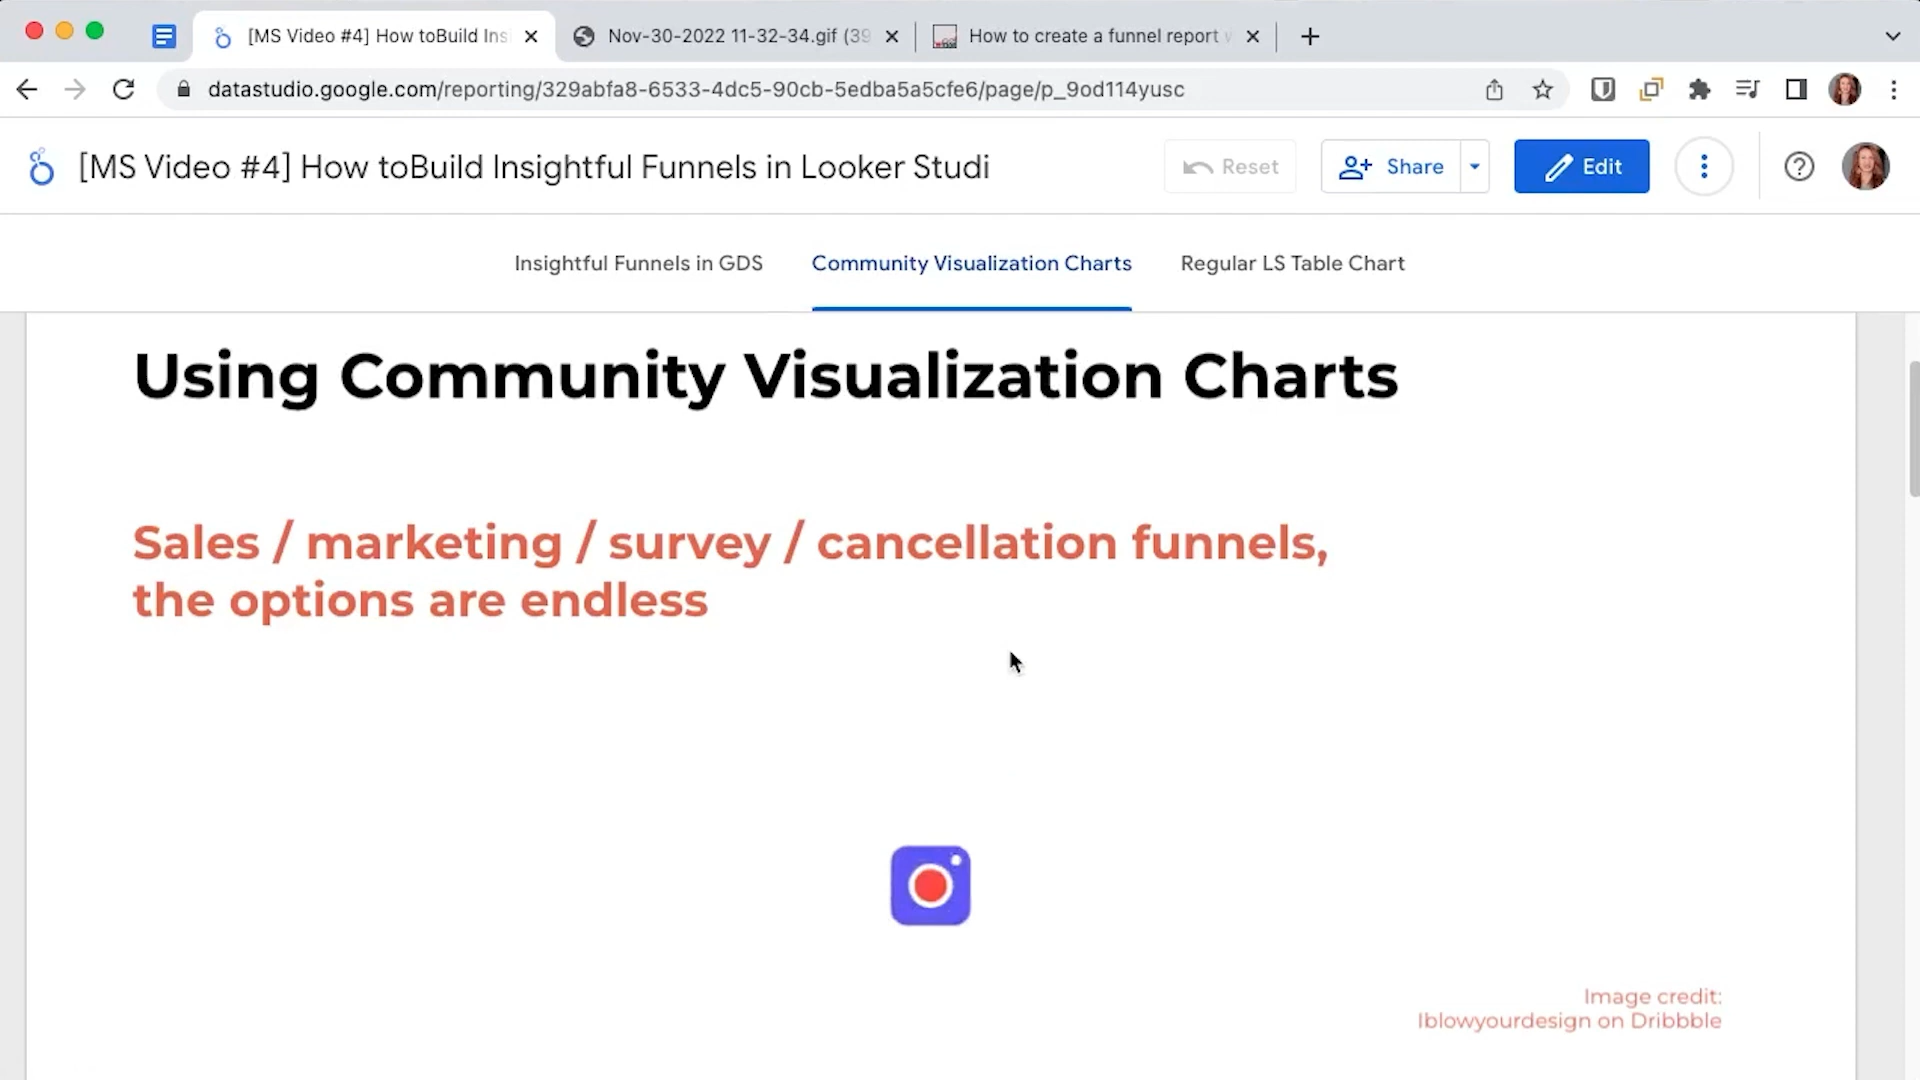 [MS Video #4] How toBuild Ins
Nov-30-2022 11-32-34.gif (39
How to create a funnel report w
datastudio.google.com/reporting/329abfa8-6533-4dc5-90cb-5edba5a5cfe6/page/p_9od114yusc
[MS Video #4] How toBuild Insightful Funnels in Looker Studi
Reset
Share
Edit
Insightful Funnels in GDS
Community Visualization Charts
Regular LS Table Chart
Using Community Visualization Charts
Sales / marketing / survey / cancellation funnels,
the options are endless
Image credit:
Iblowyourdesign on Dribbble